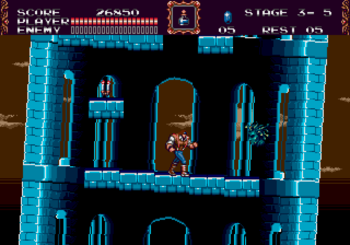 SCORE 26850 STAGE 3-5
PLAYER
ENEMY 05 REST 05